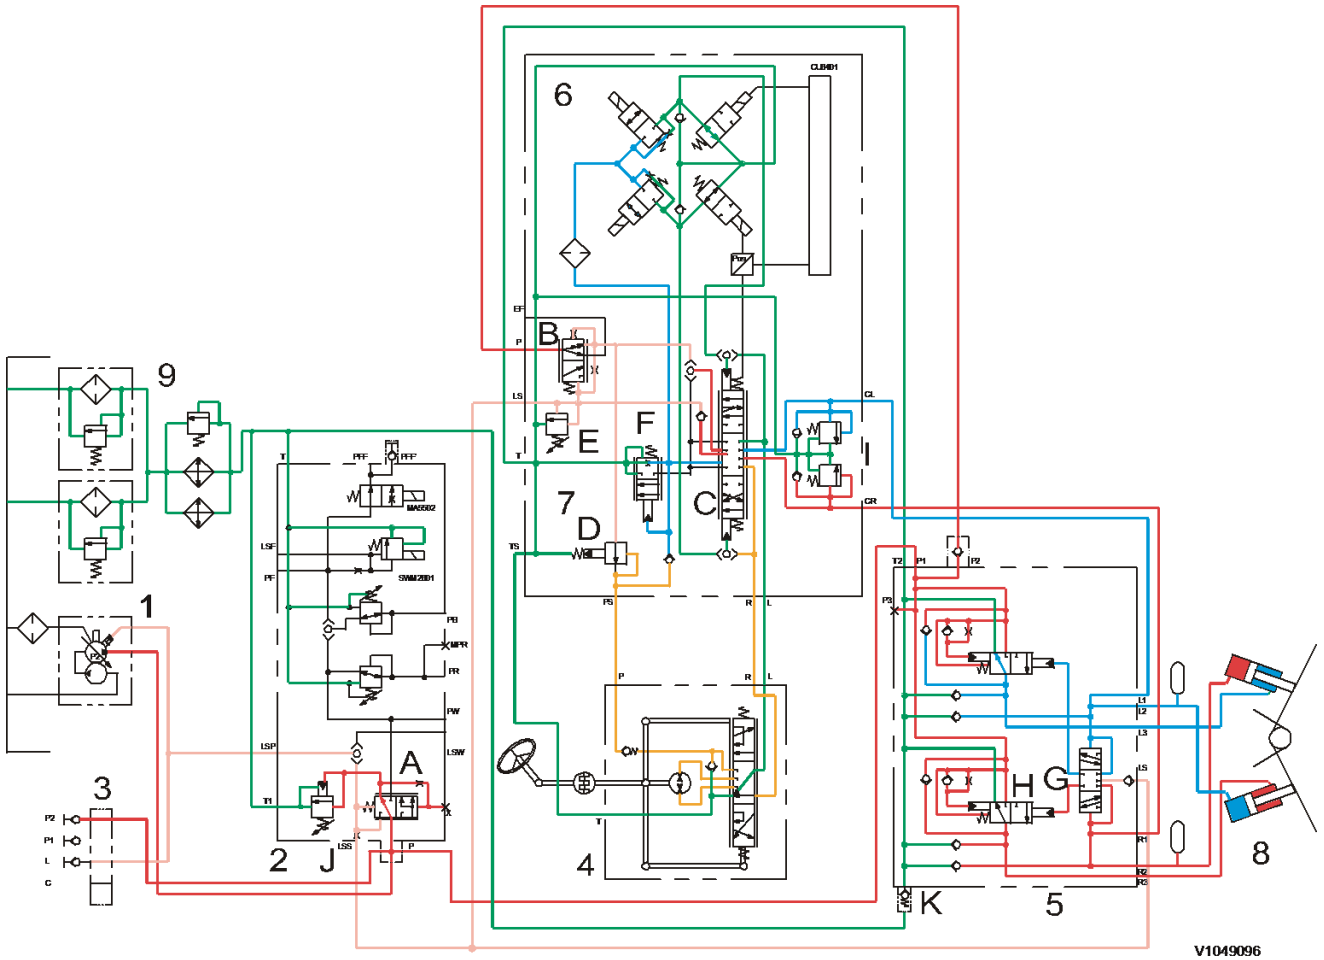 6
CU8401
9
EF
B
P
Pwm
LS
CL
F
E
I
T
T
PFF
PFF'
MA5502
C
CR
7
D
LSF
TS
PF
SWM2801
T2
P1
P2
PS
R
L
P3
1
P2
PB
MPR
PR
P
R
L
L1
PW
L2
L3
LSP
LSW
A
H
G
LS
3
T1
X
P2
P1
T
R1
L
2
J
LSS
P
4
8
R2
C
R3
K
5
V1049096